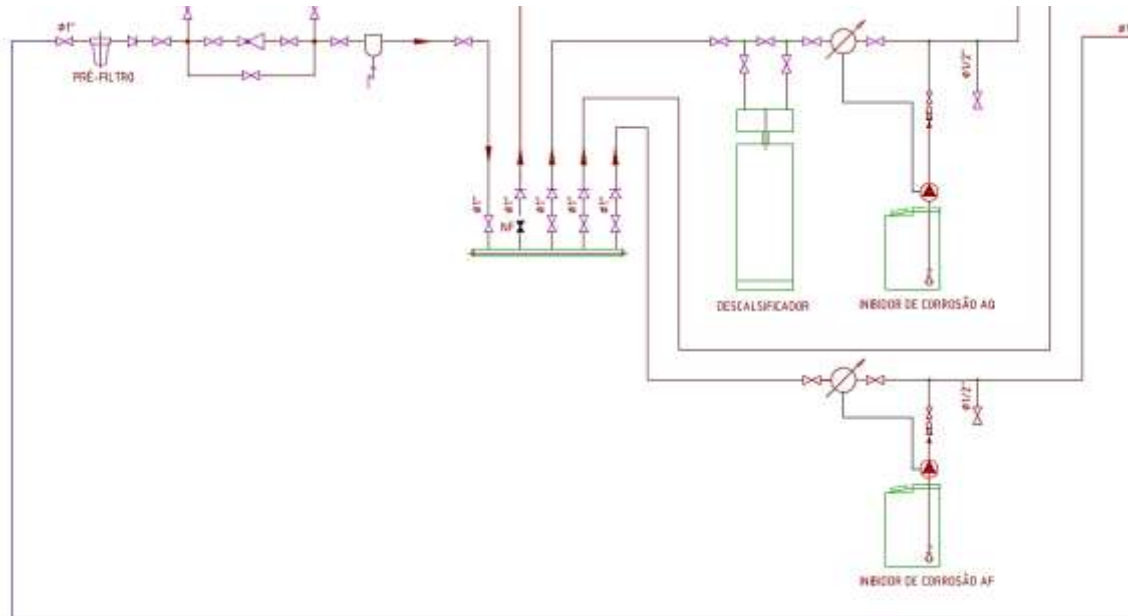 ø1"
PRÉ-FILTRO
ø1/2"
ø1"
ø1"
ø1"
ø1"
ø1"
NF
DESCALSIFICADOR
INIBIDOR DE CORROSÃO AQ
ø1/2"
INIBIDOR DE CORROSÃO AF